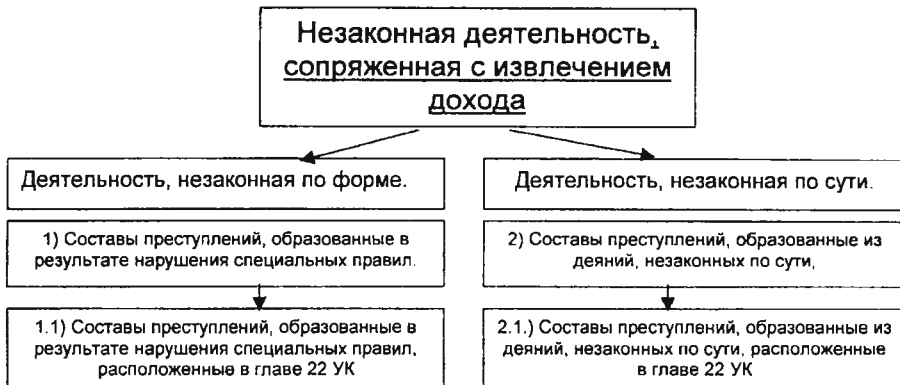 Незаконная деятельность,
сопряженная с извлечением
дохода
Деятельность, незаконная по форме.
Деятельность, незаконная по сути.
1) Составы преступлений, образованные в
результате нарушения специальных правил.
2) Составы преступлений, образованные из
деяний, незаконных по сути,
1.1) Составы преступлений, образованные в
результате нарушения специальных правил,
расположенные в главе 22 УК
2.1.) Составы преступлений, образованные из
деяний, незаконных по сути, расположенные
в главе 22 УК